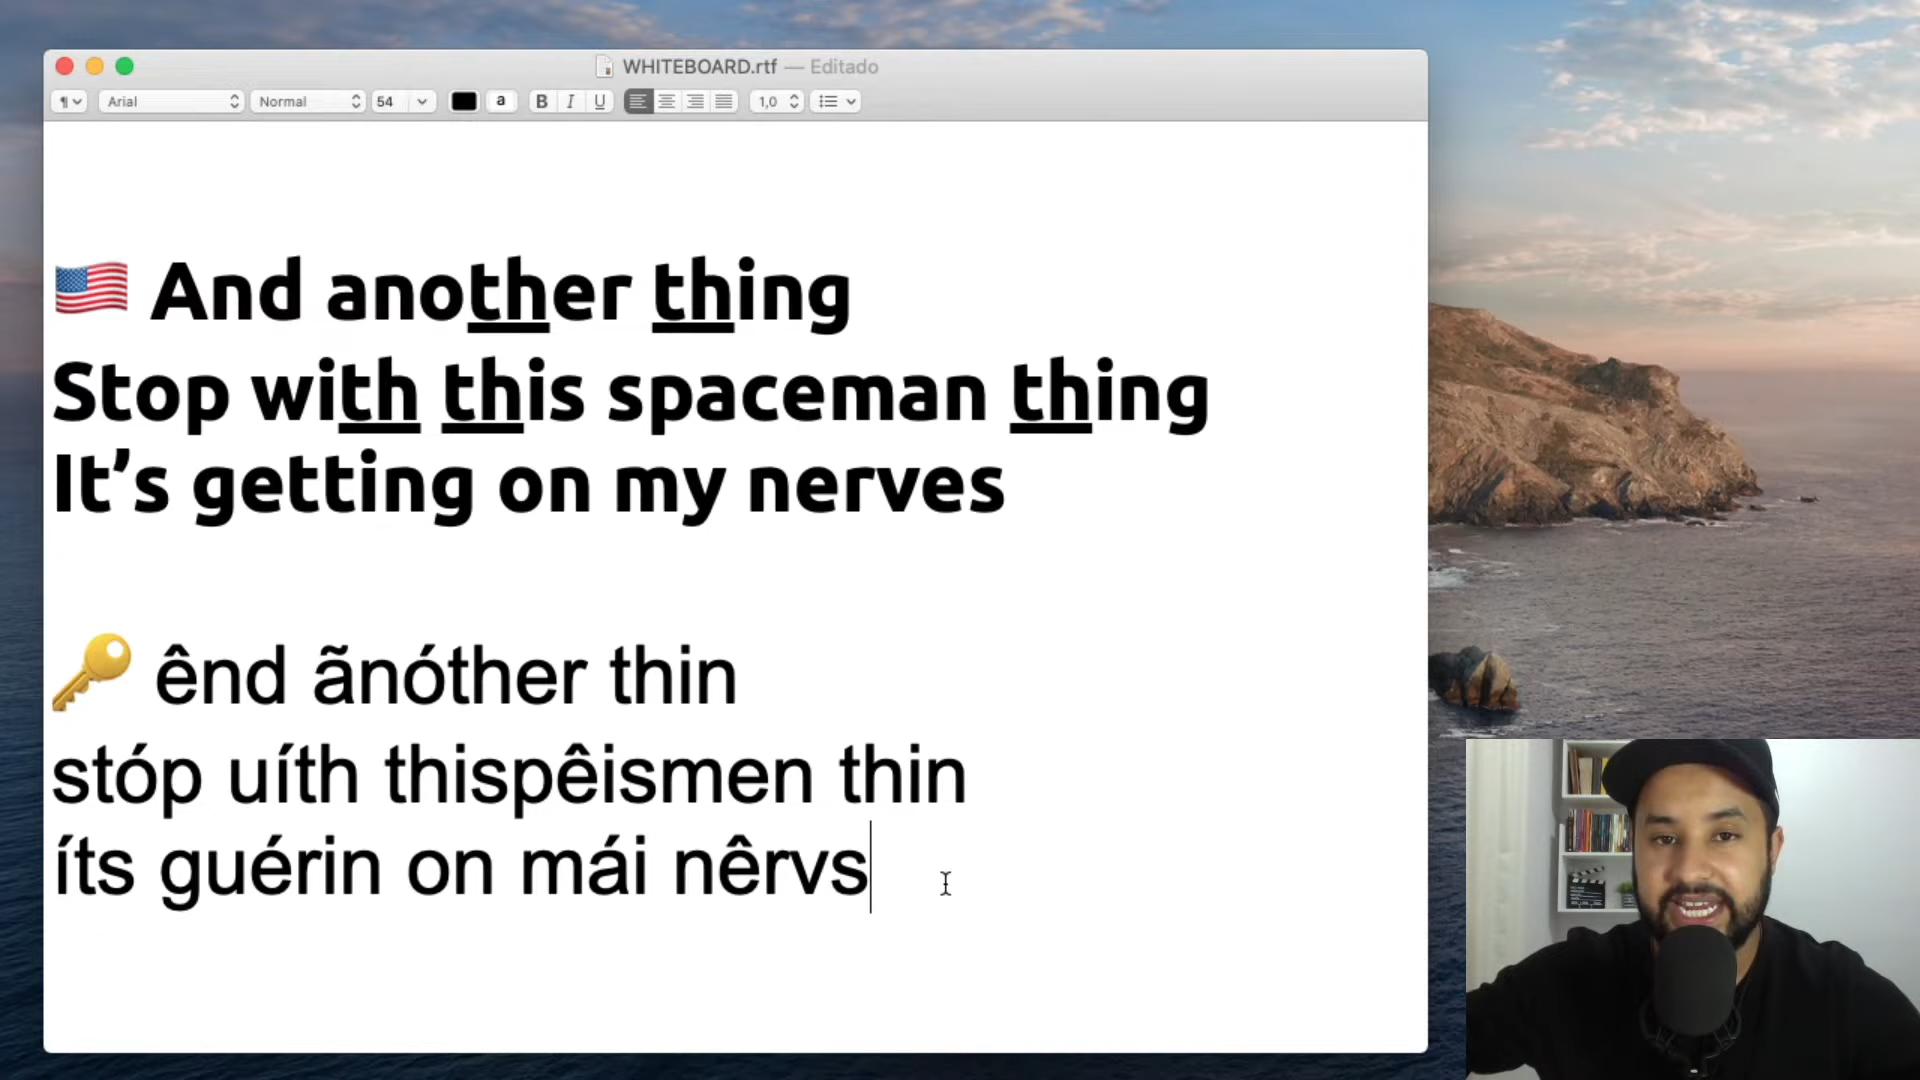 WHITEBOARD.rtf — Editado
¶ Arial Normal 54 a B I U 1,0
🇺🇸 And another thing
Stop with this spaceman thing
It’s getting on my nerves
🔑 ênd ãnóther thin
stóp uíth thispêismen thin
íts guérin on mái nêrvs